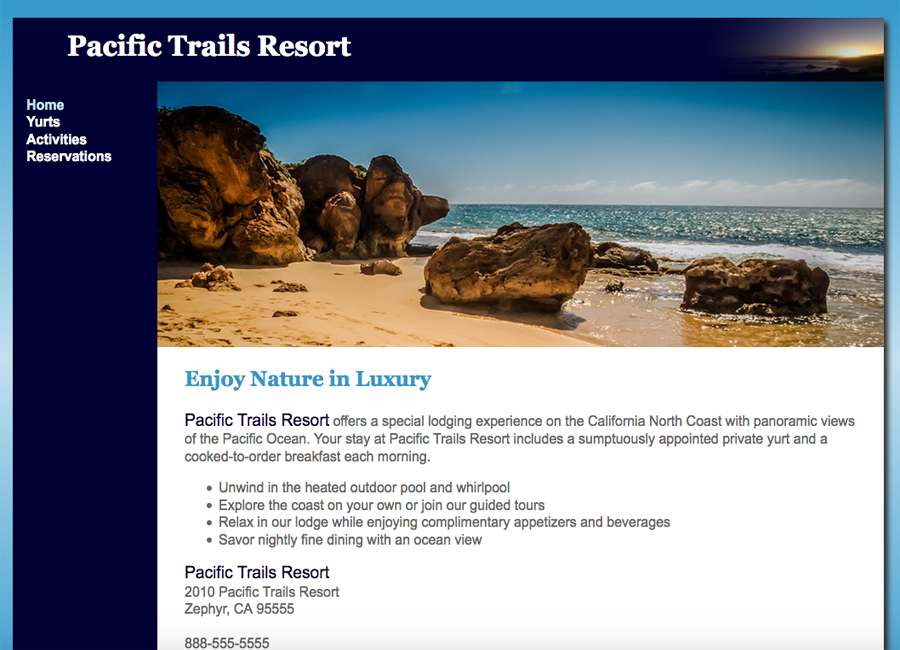 Pacific Trails Resort
Home
Yurts
Activities
Reservations
Enjoy Nature in Luxury
Pacific Trails Resort offers a special lodging experience on the California North Coast with panoramic views
of the Pacific Ocean. Your stay at Pacific Trails Resort includes a sumptuously appointed private yurt and a
cooked-to-order breakfast each morning.
• Unwind in the heated outdoor pool and whirlpool
• Explore the coast on your own or join our guided tours
• Relax in our lodge while enjoying complimentary appetizers and beverages
• Savor nightly fine dining with an ocean view
Pacific Trails Resort
2010 Pacific Trails Resort
Zephyr, CA 95555
888-555-5555